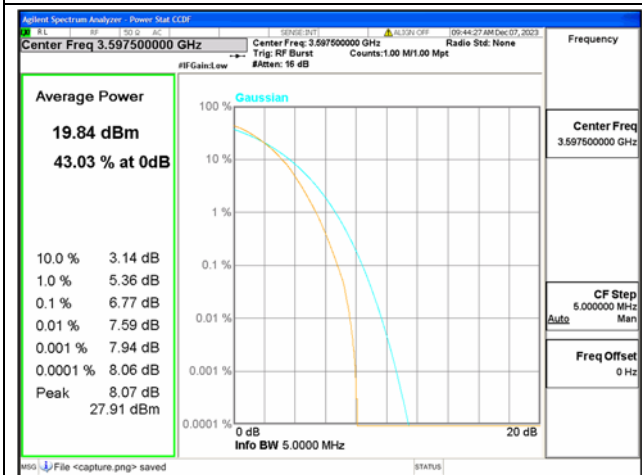 Agilent Spectrum Analyzer - Power Stat CCDF
RL RF 50 Ω AC SENSE:INT ALIGN OFF 09:44:27 AM Dec 07, 2023
Center Freq 3.597500000 GHz
Center Freq: 3.597500000 GHz
Radio Std: None
Trig: RF Burst
Counts:1.00 M/1.00 Mpt
#IFGain:Low
#Atten: 16 dB
Frequency
Average Power
19.84 dBm
43.03 % at 0dB
10.0 % 3.14 dB
1.0 % 5.36 dB
0.1 % 6.77 dB
0.01 % 7.59 dB
0.001 % 7.94 dB
0.0001 % 8.06 dB
Peak 8.07 dB
27.91 dBm
Gaussian
100 %
10 %
1 %
0.1 %
0.01 %
0.001 %
0.0001 %
0 dB
20 dB
Info BW 5.0000 MHz
Center Freq
3.597500000 GHz
CF Step
5.000000 MHz
Auto Man
Freq Offset
0 Hz
MSG File <capture.png> saved
STATUS